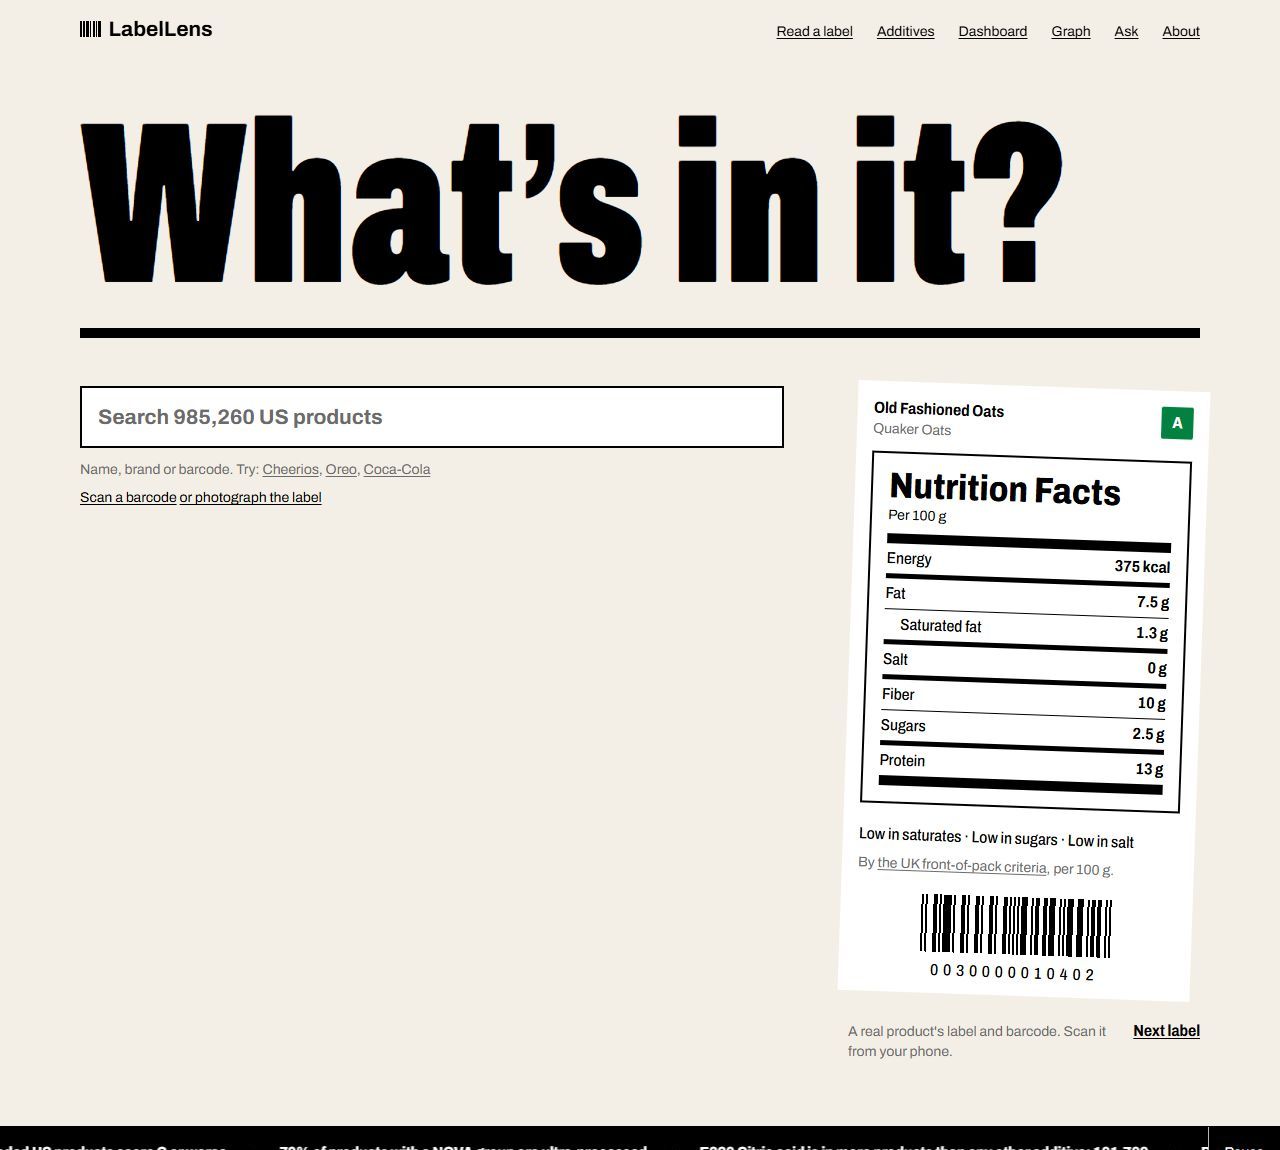 LabelLens
Read a label Additives Dashboard Graph Ask About
What’s in it?
Search 985,260 US products
Name, brand or barcode. Try: Cheerios, Oreo, Coca-Cola
Scan a barcode or photograph the label
Old Fashioned Oats
A
Quaker Oats
Nutrition Facts
Per 100 g
Energy 375 kcal
Fat 7.5 g
Saturated fat 1.3 g
Salt 0 g
Fiber 10 g
Sugars 2.5 g
Protein 13 g
Low in saturates · Low in sugars · Low in salt
By the UK front-of-pack criteria, per 100 g.
0030000010402
A real product's label and barcode. Scan it
from your phone.
Next label